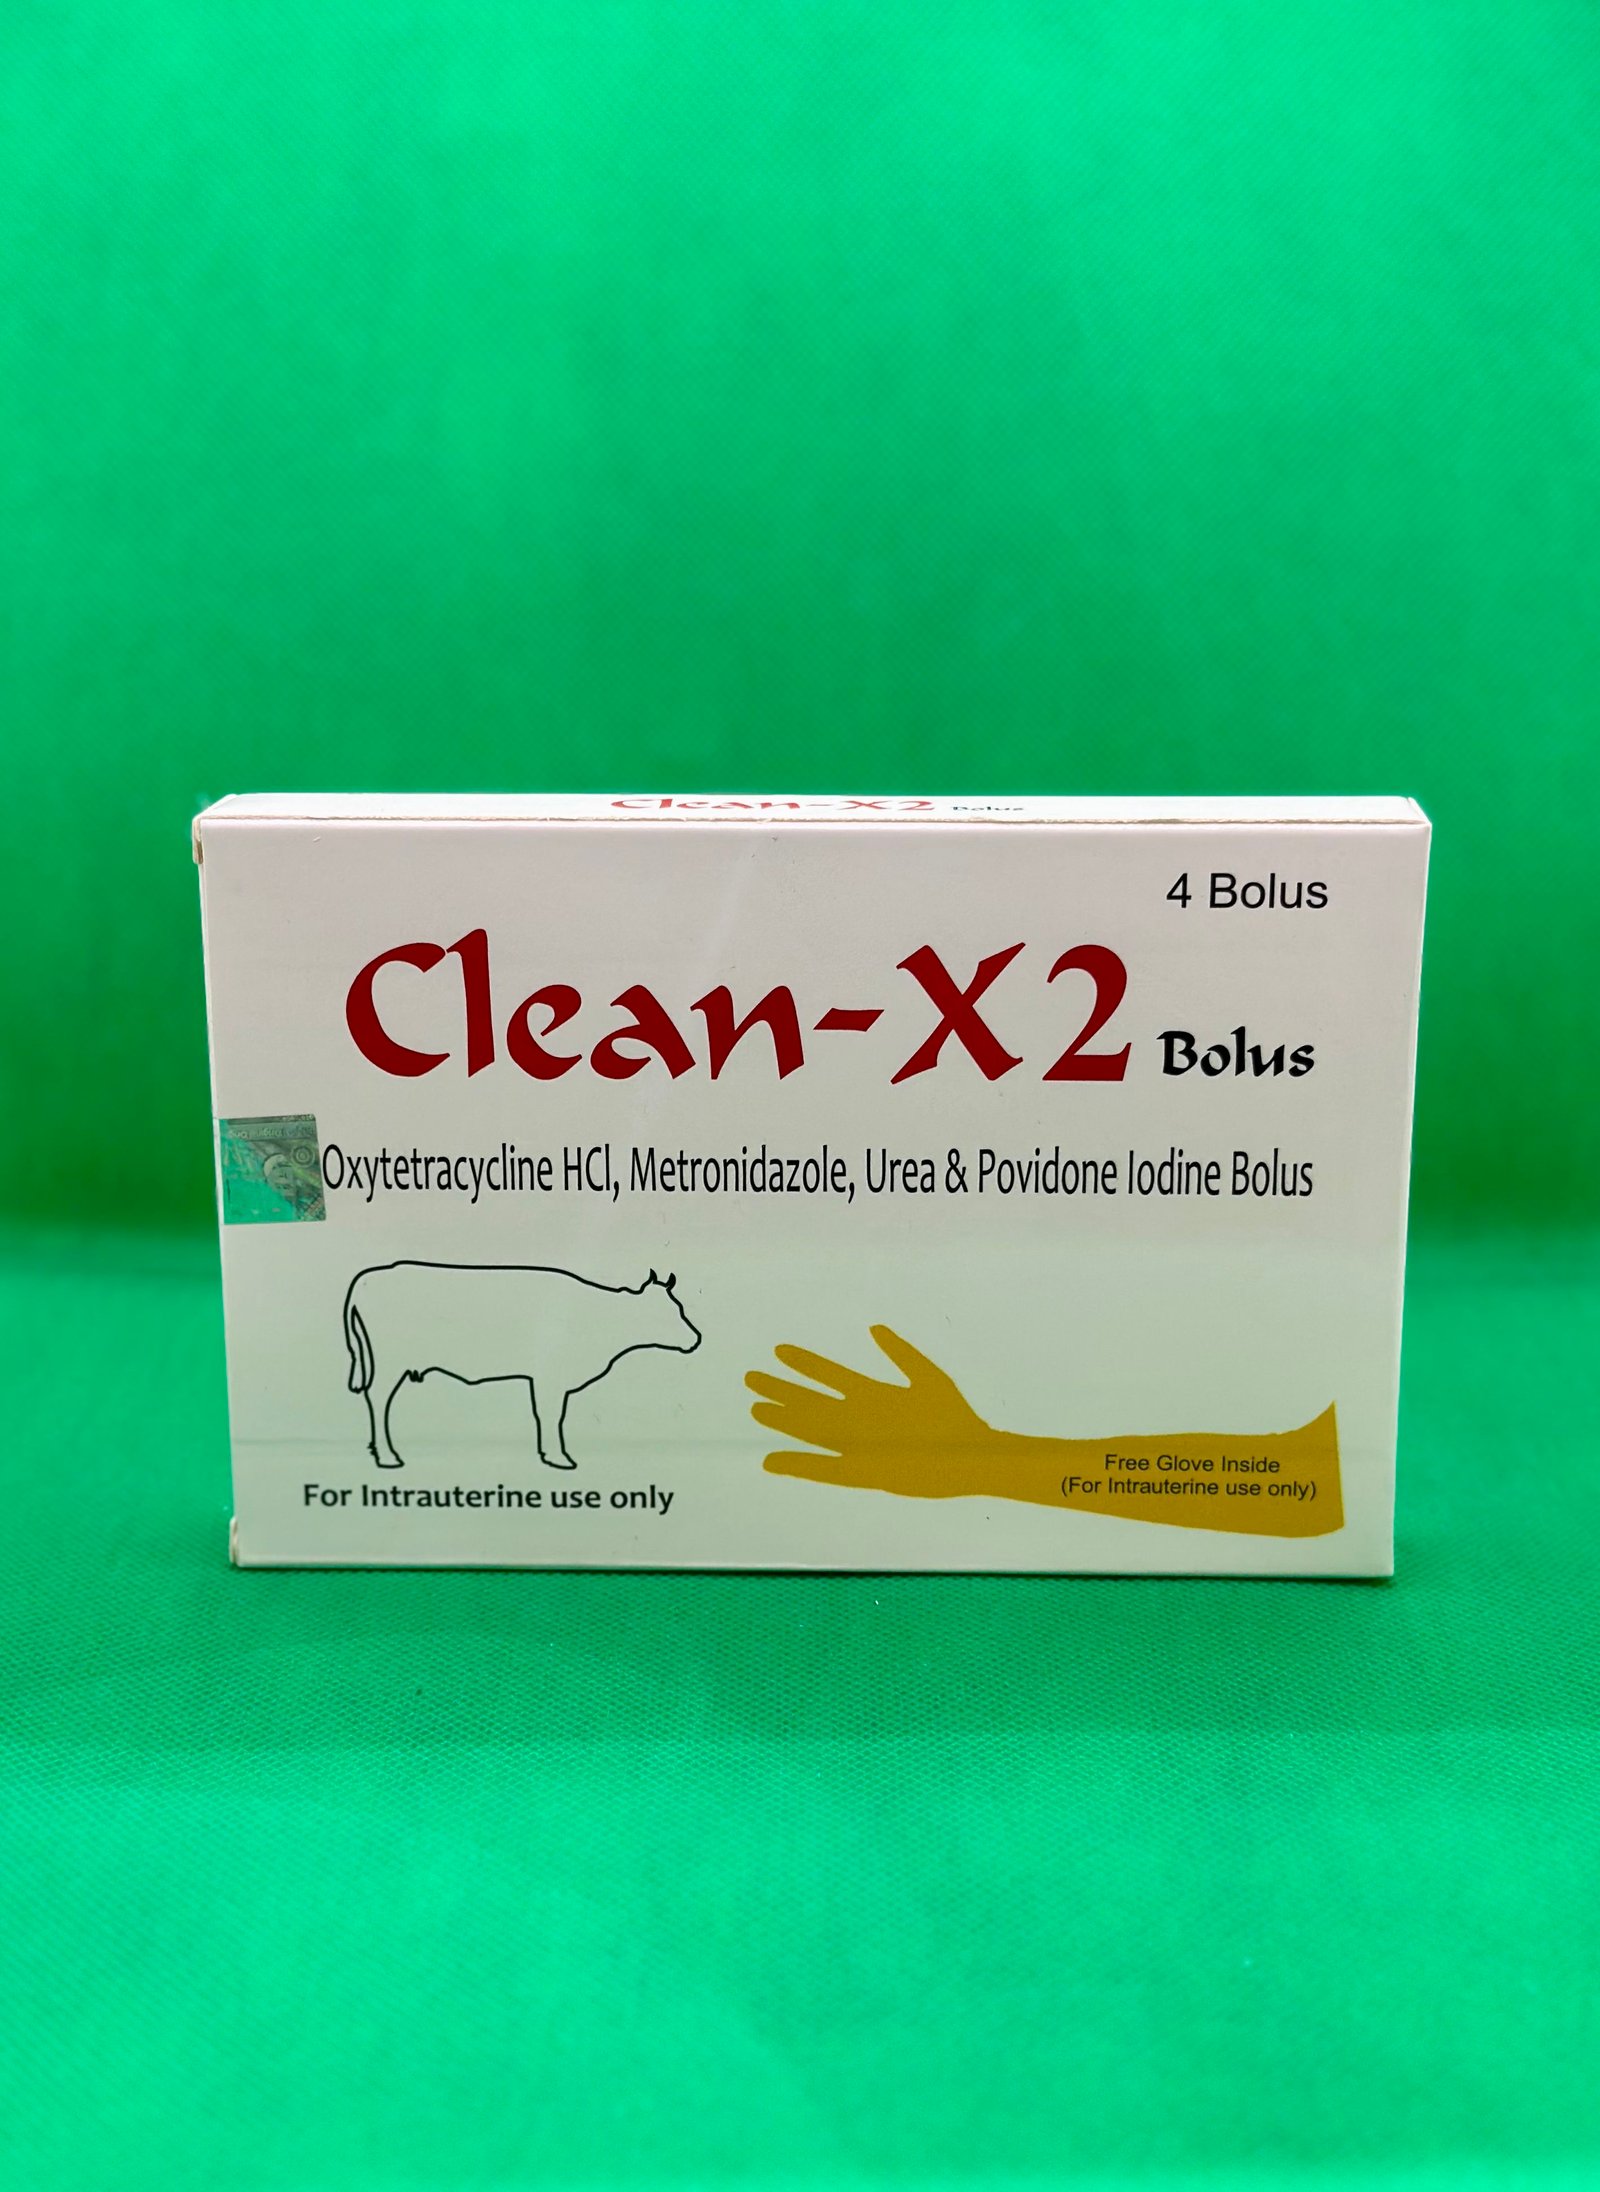 Clean-X2 Bolus
4 Bolus
Clean-X2 Bolus
Oxytetracycline HCl, Metronidazole, Urea & Povidone Iodine Bolus
For Intrauterine use only
Free Glove Inside
(For Intrauterine use only)